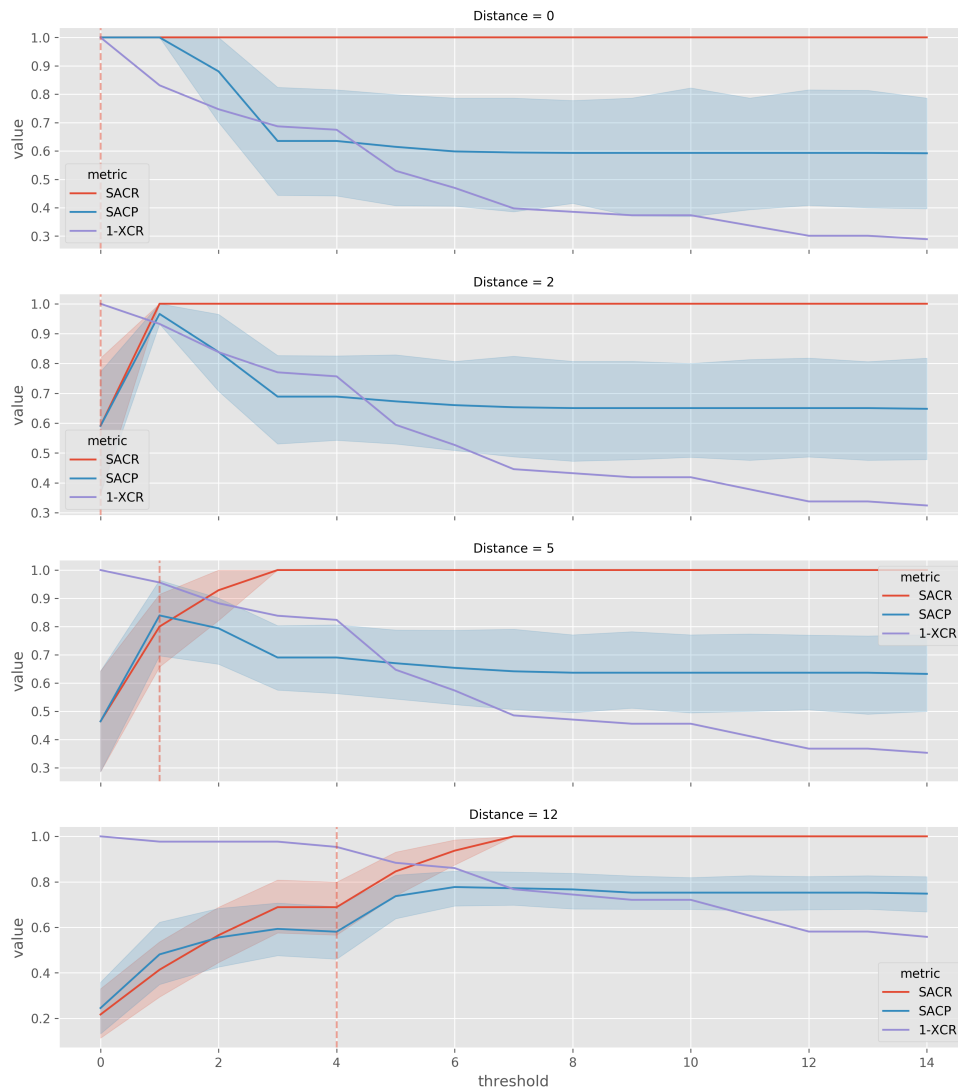 Distance = 0
1.0
0.9
0.8
0.7
0.6
0.5
0.4
0.3
value
metric
SACR
SACP
1-XCR
Distance = 2
1.0
0.9
0.8
0.7
0.6
0.5
0.4
0.3
value
metric
SACR
SACP
1-XCR
Distance = 5
1.0
0.9
0.8
0.7
0.6
0.5
0.4
0.3
value
metric
SACR
SACP
1-XCR
Distance = 12
1.0
0.8
0.6
0.4
0.2
value
metric
SACR
SACP
1-XCR
0 2 4 6 8 10 12 14
threshold